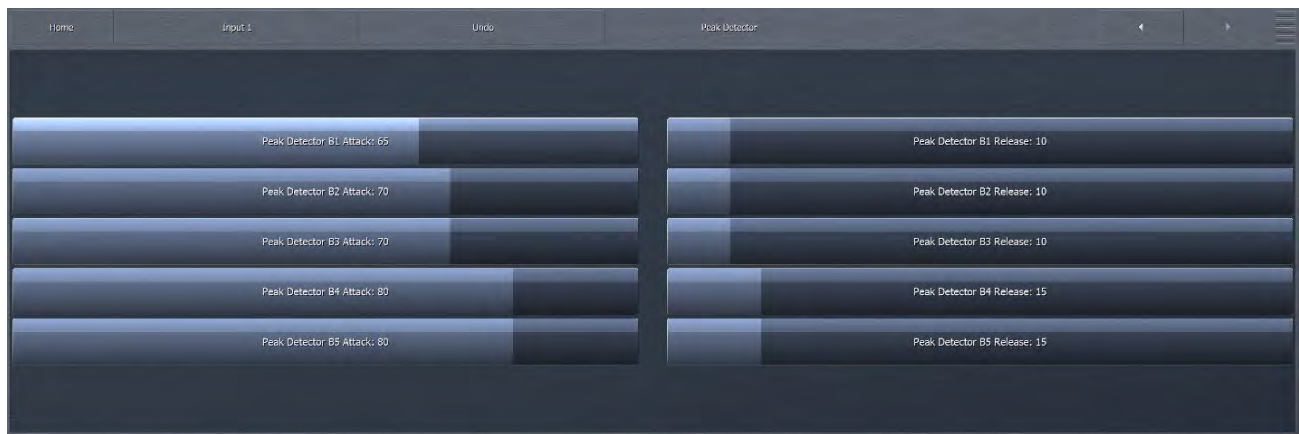 Home Input 1 Undo Peak Detector
Peak Detector B1 Attack: 65 Peak Detector B1 Release: 10
Peak Detector B2 Attack: 70 Peak Detector B2 Release: 10
Peak Detector B3 Attack: 70 Peak Detector B3 Release: 10
Peak Detector B4 Attack: 80 Peak Detector B4 Release: 15
Peak Detector B5 Attack: 80 Peak Detector B5 Release: 15